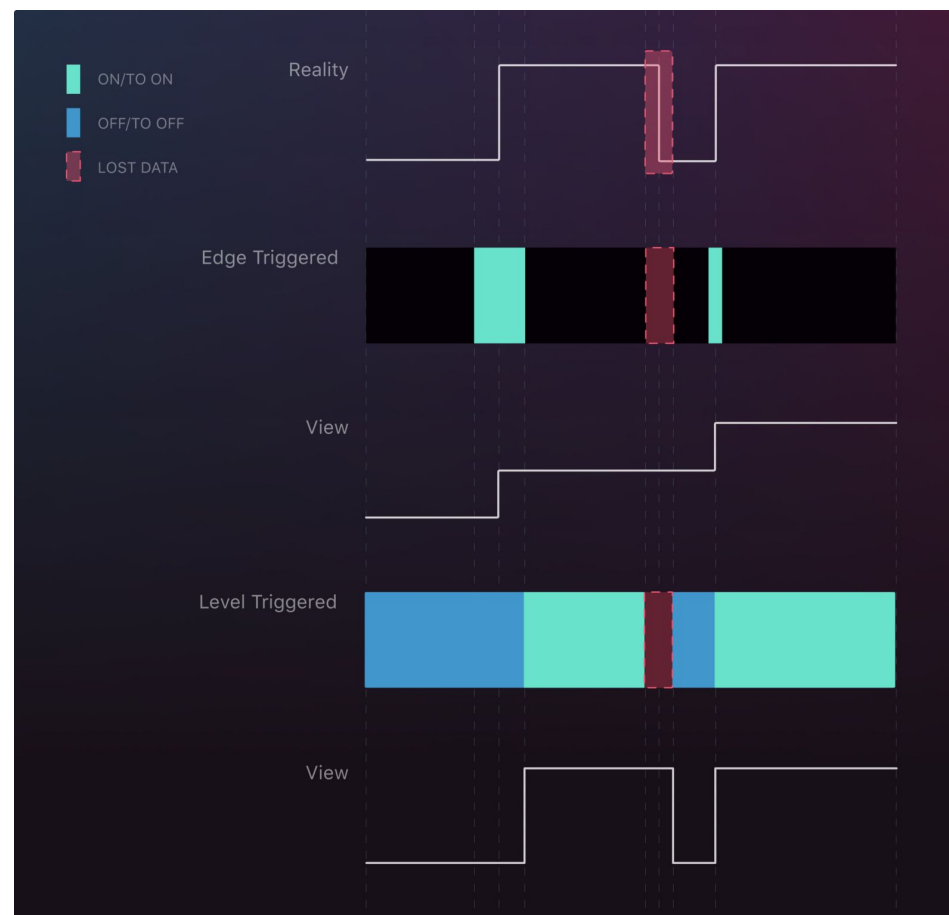 Reality
ON/TO ON
OFF/TO OFF
LOST DATA
Edge Triggered
View
Level Triggered
View